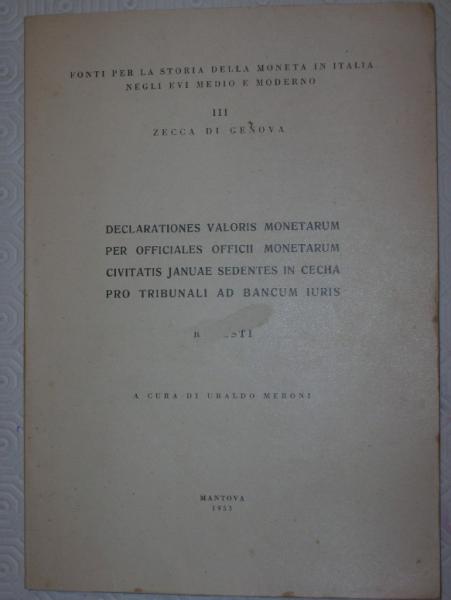 FONTI PER LA STORIA DELLA MONETA IN ITALIA
NEGLI EVI MEDIO E MODERNO
III
ZECCA DI GENOVA
DECLARATIONES VALORIS MONETARUM
PER OFFICIALES OFFICII MONETARUM
CIVITATIS JANUAE SEDENTES IN CECHA
PRO TRIBUNALI AD BANCUM IURIS
A CURA DI UBALDO MERONI
MANTOVA
1953